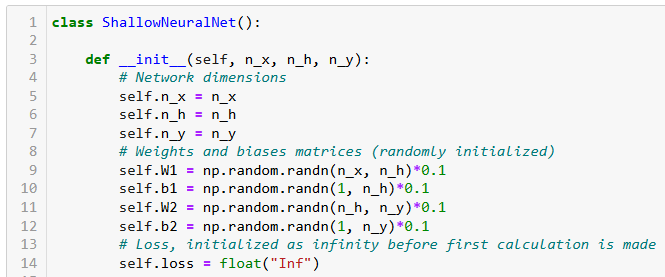 1 class ShallowNeuralNet():
2
3     def __init__(self, n_x, n_h, n_y):
4         # Network dimensions
5         self.n_x = n_x
6         self.n_h = n_h
7         self.n_y = n_y
8         # Weights and biases matrices (randomly initialized)
9         self.W1 = np.random.randn(n_x, n_h)*0.1
10         self.b1 = np.random.randn(1, n_h)*0.1
11         self.W2 = np.random.randn(n_h, n_y)*0.1
12         self.b2 = np.random.randn(1, n_y)*0.1
13         # Loss, initialized as infinity before first calculation is made
14         self.loss = float("Inf")